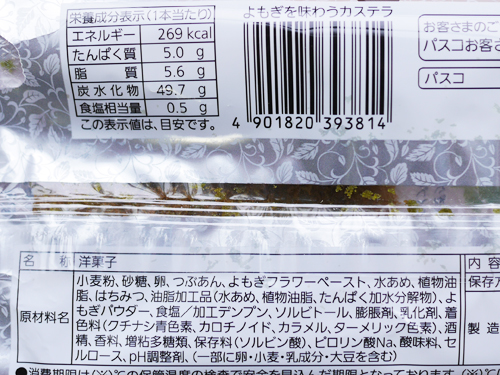 栄養成分表示（1本当たり）
エネルギー 269 kcal
たんぱく質 5.0 g
脂質 5.6 g
炭水化物 49.7 g
食塩相当量 0.5 g
この表示値は、目安です。
よもぎを味わうカステラ
4 901820 393814
お客さまのご
パスコお客さ
パスコ
名称 洋菓子
原材料名 小麦粉、砂糖、卵、つぶあん、よもぎフラワーペースト、水あめ、植物油
脂、はちみつ、油脂加工品（水あめ、植物油脂、たんぱく加水分解物）、よ
もぎパウダー、食塩／加工デンプン、ソルビトール、膨脹剤、乳化剤、着
色料（クチナシ青色素、カロチノイド、カラメル、ターメリック色素）、酒
精、香料、増粘多糖類、保存料（ソルビン酸）、ピロリン酸Na、酸味料、セ
ルロース、pH調整剤、（一部に卵・小麦・乳成分・大豆を含む）
内容
保存方
製造